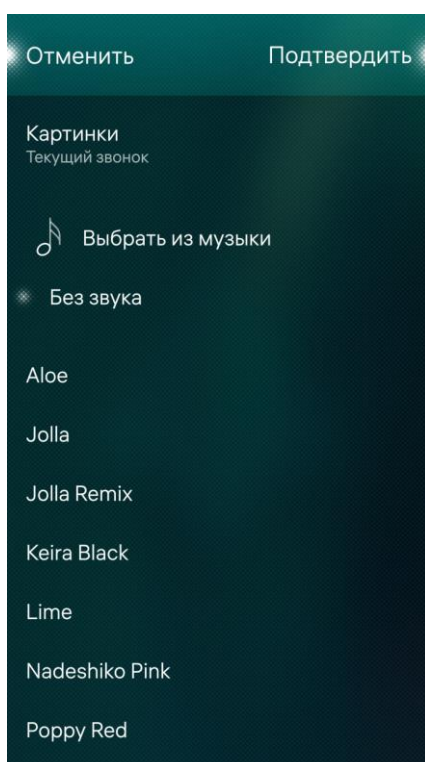 Отменить Подтвердить
Картинки
Текущий звонок
Выбрать из музыки
Без звука
Aloe
Jolla
Jolla Remix
Keira Black
Lime
Nadeshiko Pink
Poppy Red